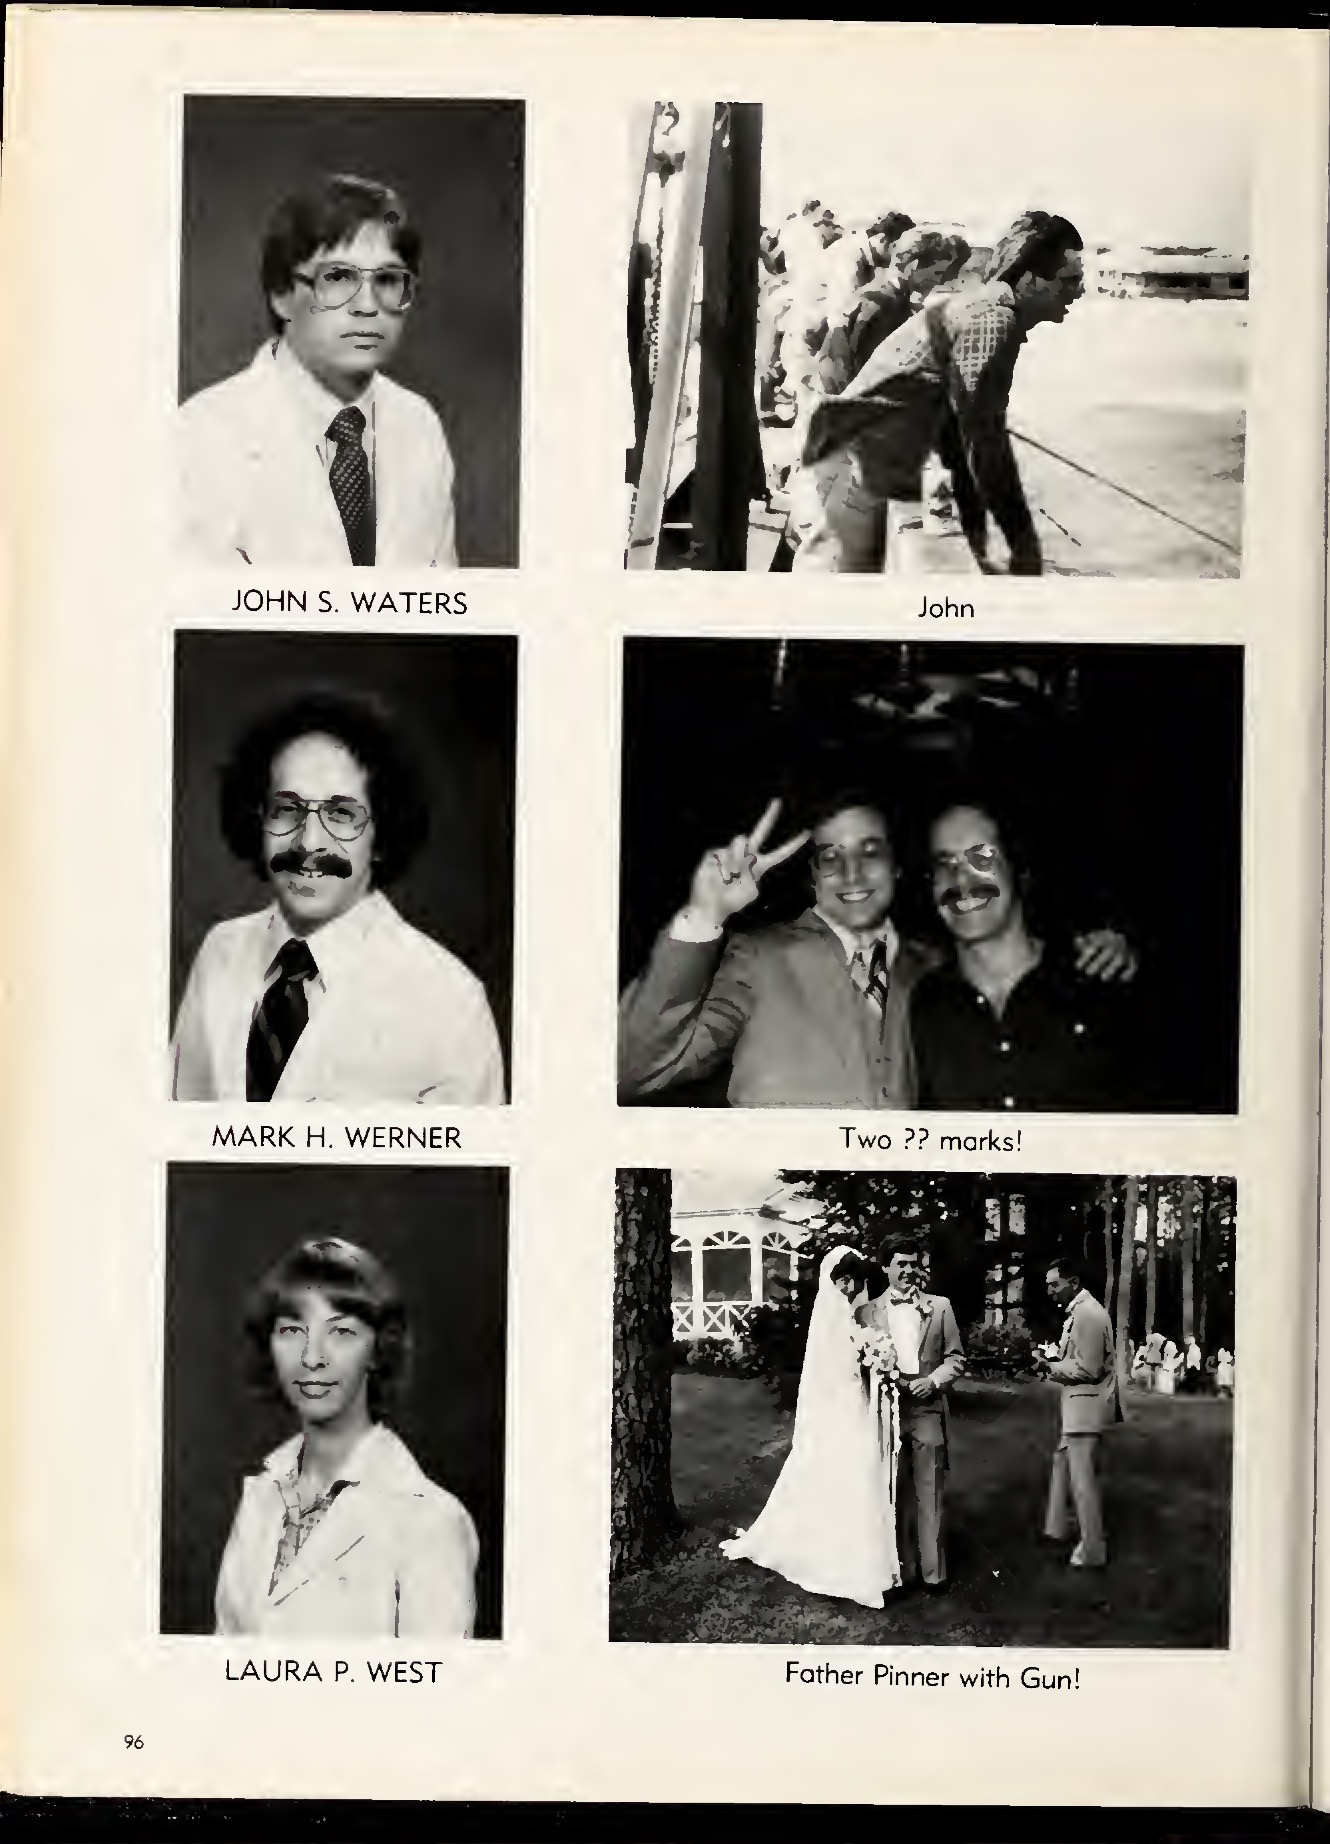 JOHN S. WATERS
John
MARK H. WERNER
Two ?? marks!
LAURA P. WEST
Father Pinner with Gun!
96